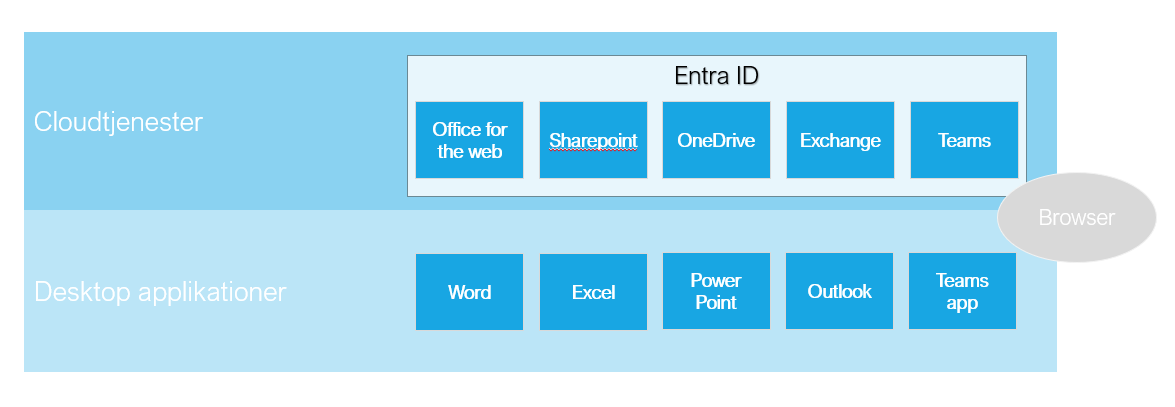 Entra ID
Cloudtjenester
Office for
the web
Sharepoint
OneDrive
Exchange
Teams
Browser
Desktop applikationer
Word
Excel
Power
Point
Outlook
Teams
app